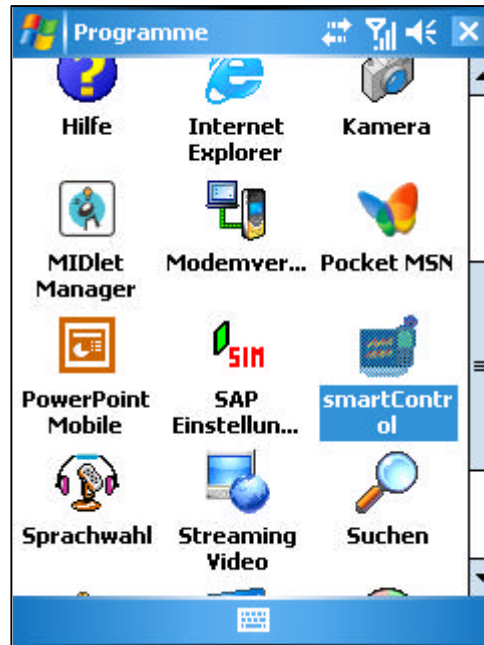 Programme
Hilfe
Internet
Explorer
Kamera
MIDlet
Manager
Modemver...
Pocket MSN
PowerPoint
Mobile
SAP
Einstellun...
SIM
smartContr
ol
Sprachwahl
Streaming
Video
Suchen